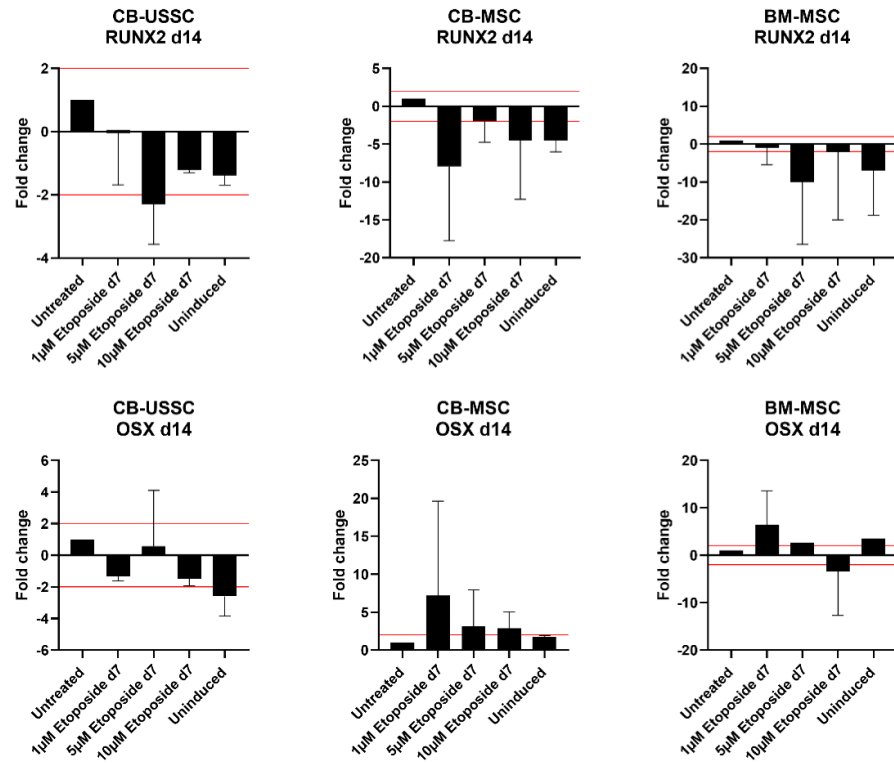 CB-USSC
RUNX2 d14
Fold change
2
0
-2
-4
Untreated
1µM Etoposide d7
5µM Etoposide d7
10µM Etoposide d7
Uninduced
CB-MSC
RUNX2 d14
Fold change
5
0
-5
-10
-15
-20
Untreated
1µM Etoposide d7
5µM Etoposide d7
10µM Etoposide d7
Uninduced
BM-MSC
RUNX2 d14
Fold change
20
10
0
-10
-20
-30
Untreated
1µM Etoposide d7
5µM Etoposide d7
10µM Etoposide d7
Uninduced
CB-USSC
OSX d14
Fold change
6
4
2
0
-2
-4
-6
Untreated
1µM Etoposide d7
5µM Etoposide d7
10µM Etoposide d7
Uninduced
CB-MSC
OSX d14
Fold change
25
20
15
10
5
0
Untreated
1µM Etoposide d7
5µM Etoposide d7
10µM Etoposide d7
Uninduced
BM-MSC
OSX d14
Fold change
20
10
0
-10
-20
Untreated
1µM Etoposide d7
5µM Etoposide d7
10µM Etoposide d7
Uninduced